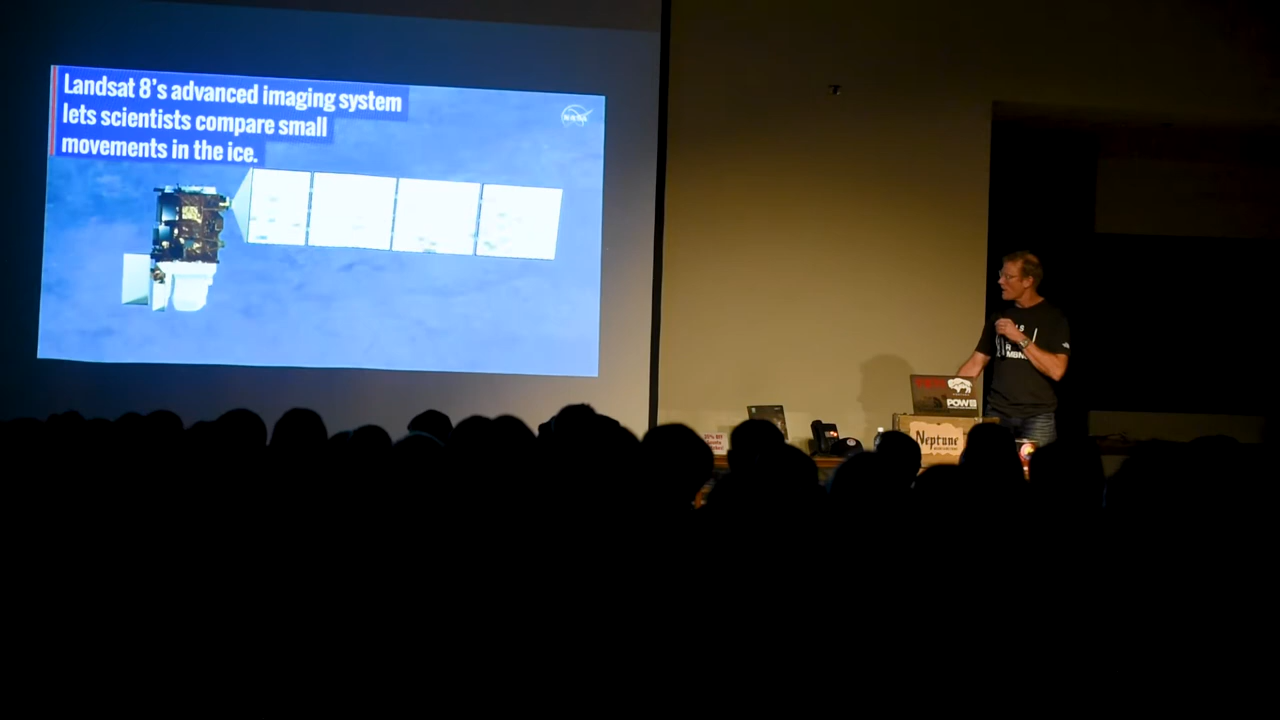 Landsat 8's advanced imaging system
lets scientists compare small
movements in the ice.
NASA
POW
Neptune